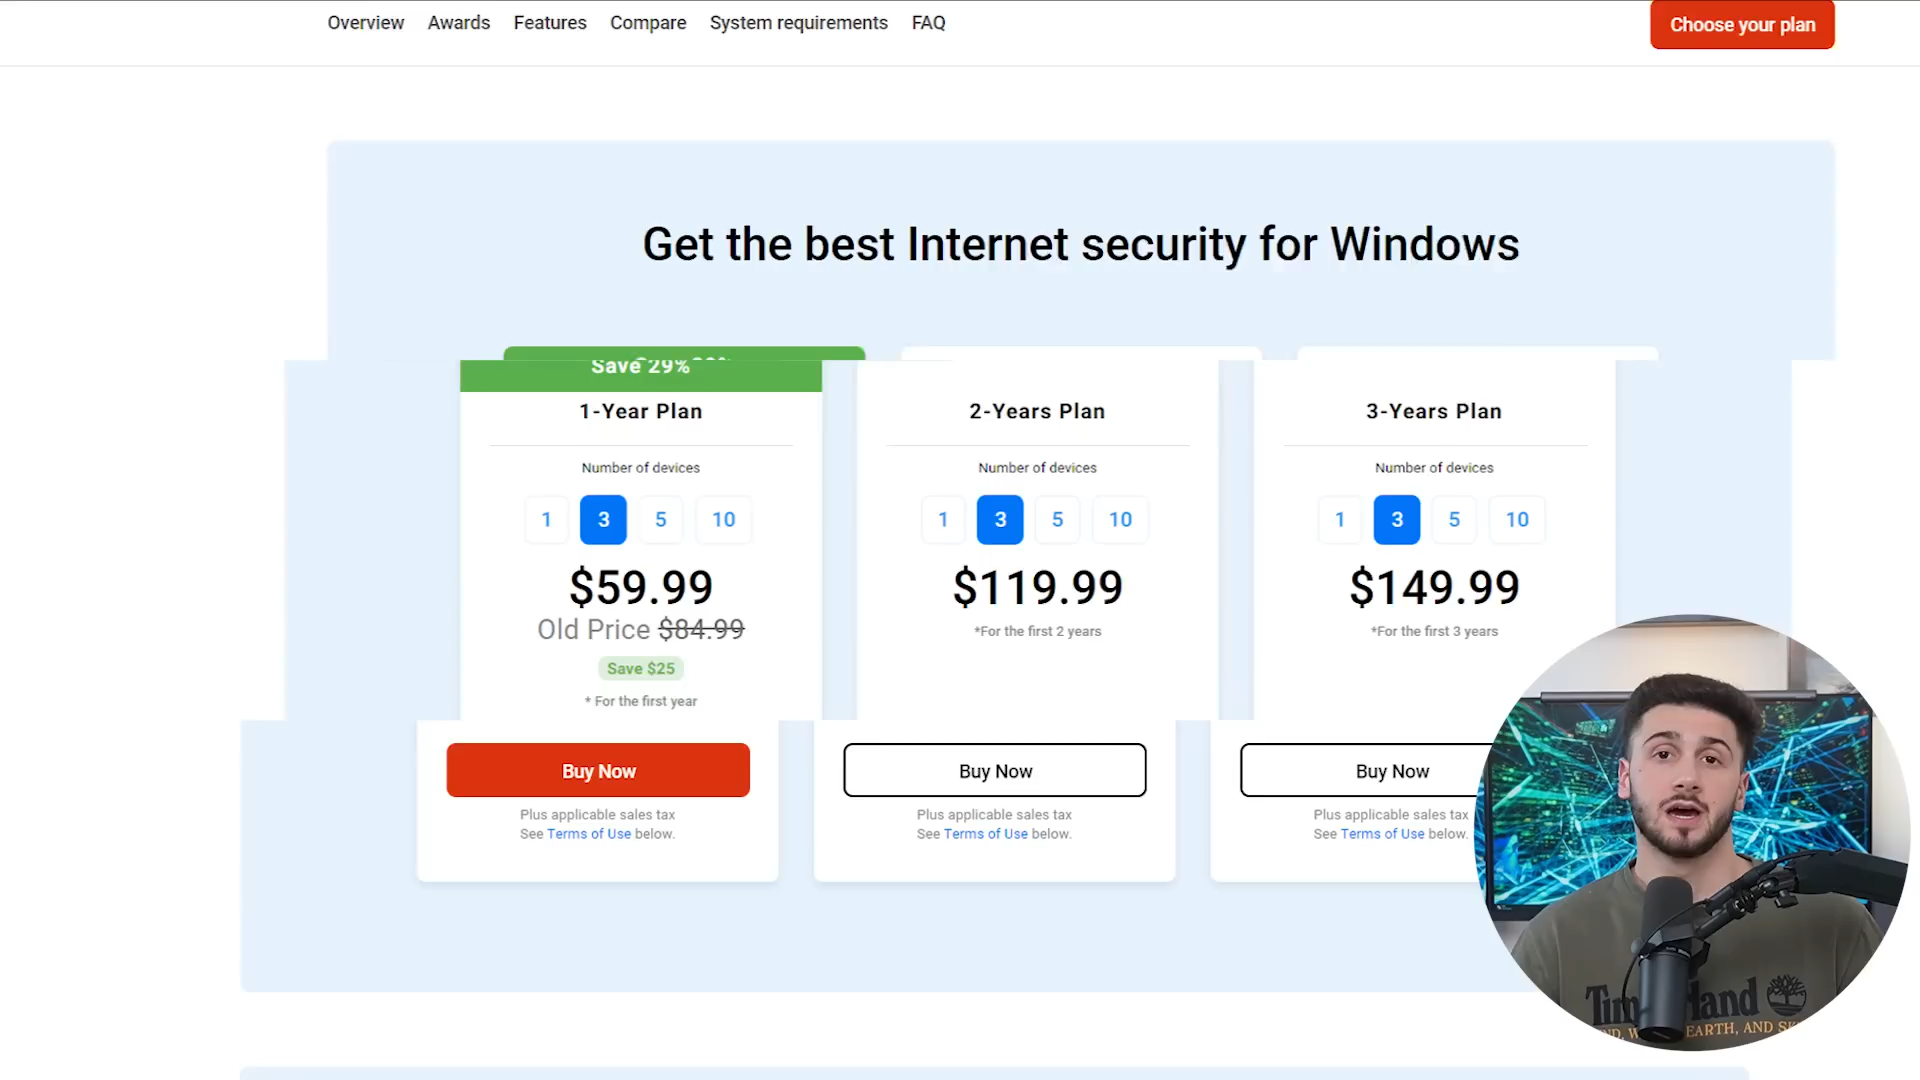 Overview Awards Features Compare System requirements FAQ
Choose your plan
Get the best Internet security for Windows
Save 29%
1-Year Plan
Number of devices
1 3 5 10
$59.99
Old Price $84.99
Save $25
* For the first year
Buy Now
Plus applicable sales tax
See Terms of Use below.
2-Years Plan
Number of devices
1 3 5 10
$119.99
*For the first 2 years
Buy Now
Plus applicable sales tax
See Terms of Use below.
3-Years Plan
Number of devices
1 3 5 10
$149.99
*For the first 3 years
Buy Now
Plus applicable sales tax
See Terms of Use below.
EARTH, AND